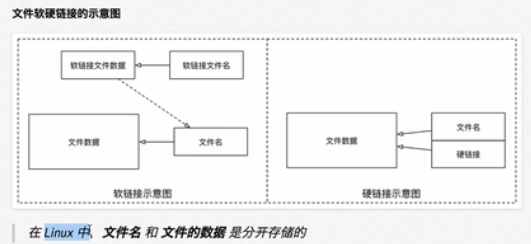 文件软硬链接的示意图
软链接文件数据
软链接文件名
文件数据
文件名
软链接示意图
文件数据
文件名
硬链接
硬链接示意图
在 Linux 中，文件名 和 文件的数据 是分开存储的